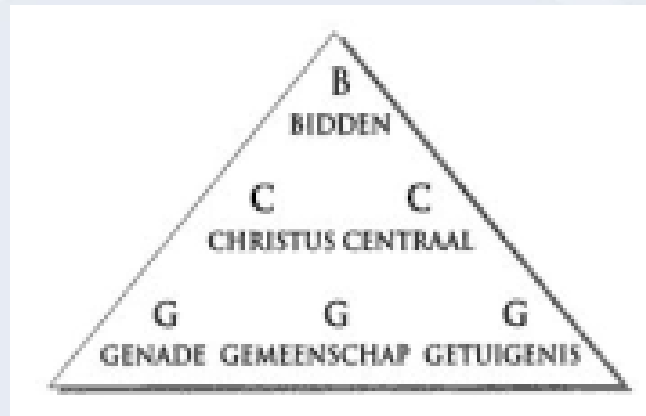 B
BIDDEN
C C
CHRISTUS CENTRAAL
G G G
GENADE GEMEENSCHAP GETUIGENIS